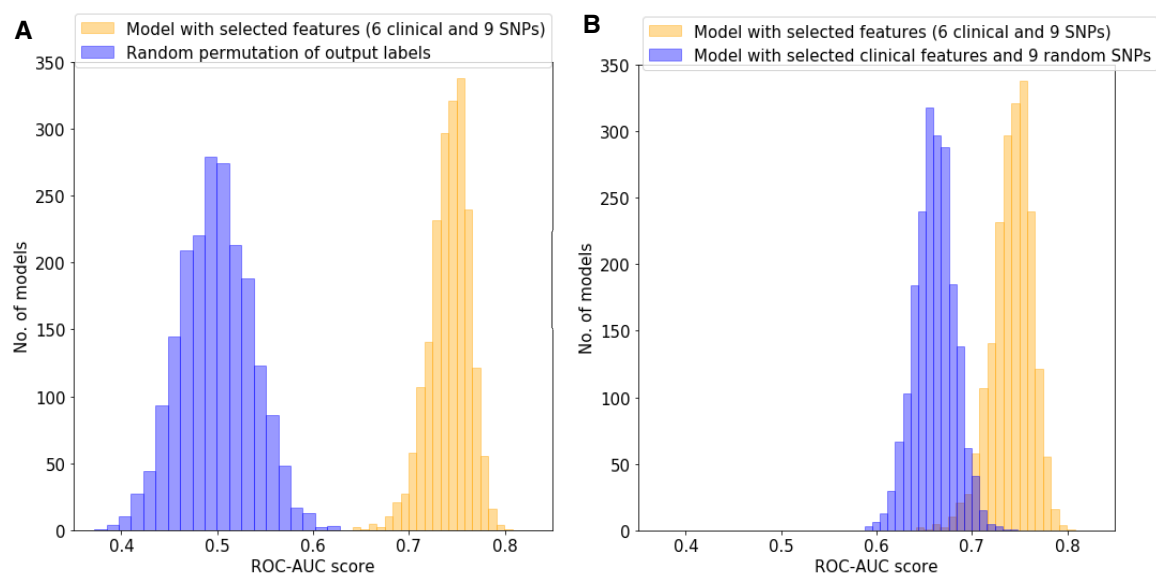 A
Model with selected features (6 clinical and 9 SNPs)
Random permutation of output labels
350
300
250
200
150
100
50
0
No. of models
0.4 0.5 0.6 0.7 0.8
ROC-AUC score
B
Model with selected features (6 clinical and 9 SNPs)
Model with selected clinical features and 9 random SNPs
350
300
250
200
150
100
50
0
No. of models
0.4 0.5 0.6 0.7 0.8
ROC-AUC score